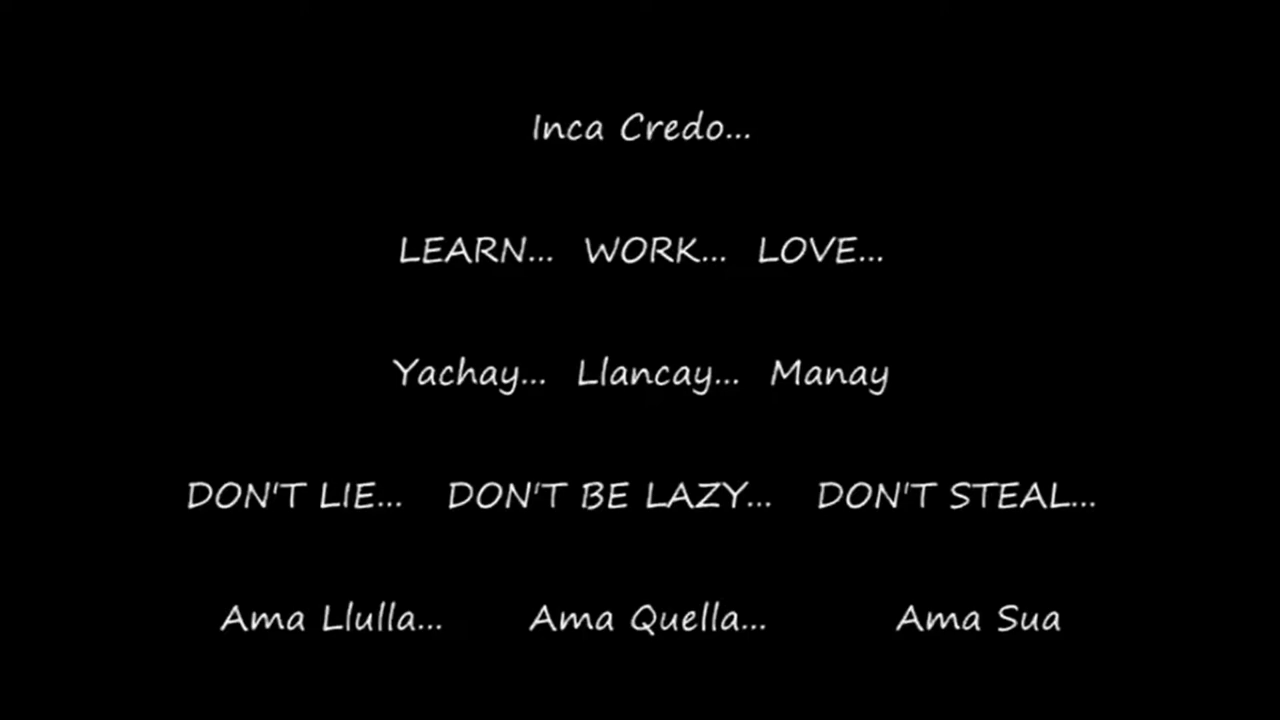 Inca Credo...
LEARN... WORK... LOVE...
Yachay... Llancay... Manay
DON'T LIE... DON'T BE LAZY... DON'T STEAL...
Ama Llulla... Ama Quella... Ama Sua